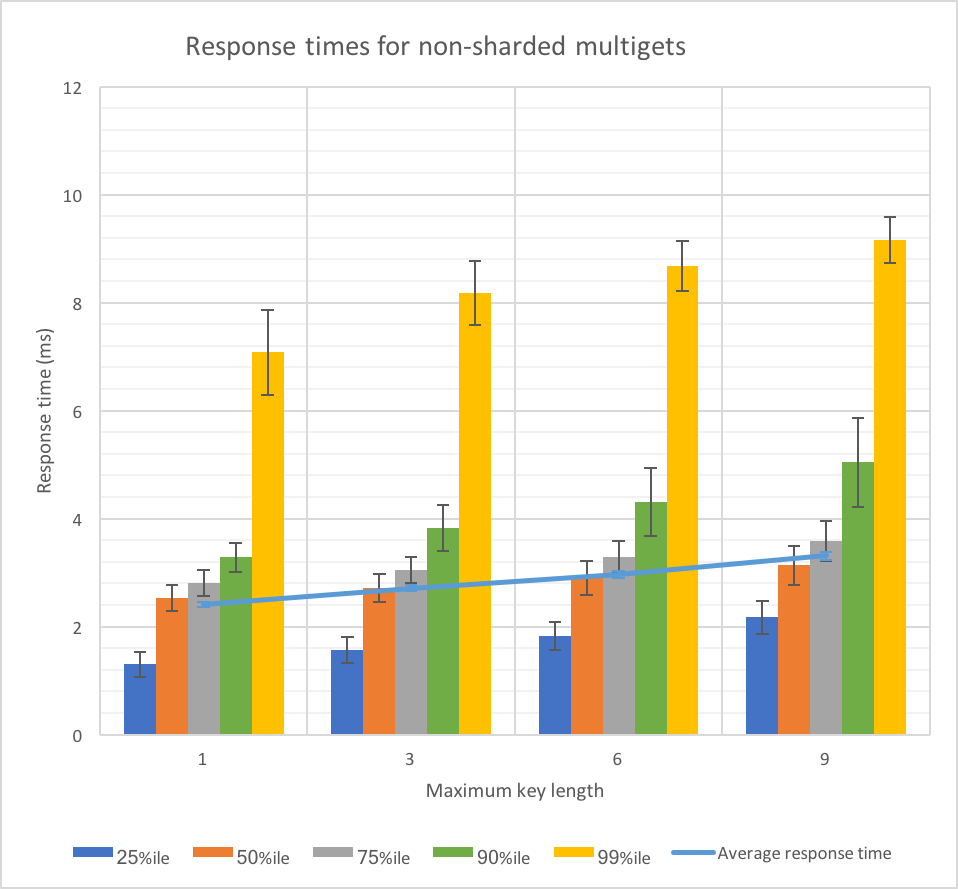 Response times for non-sharded multigets
12
10
8
6
4
2
0
Response time (ms)
1 3 6 9
Maximum key length
25%ile 50%ile 75%ile 90%ile 99%ile Average response time